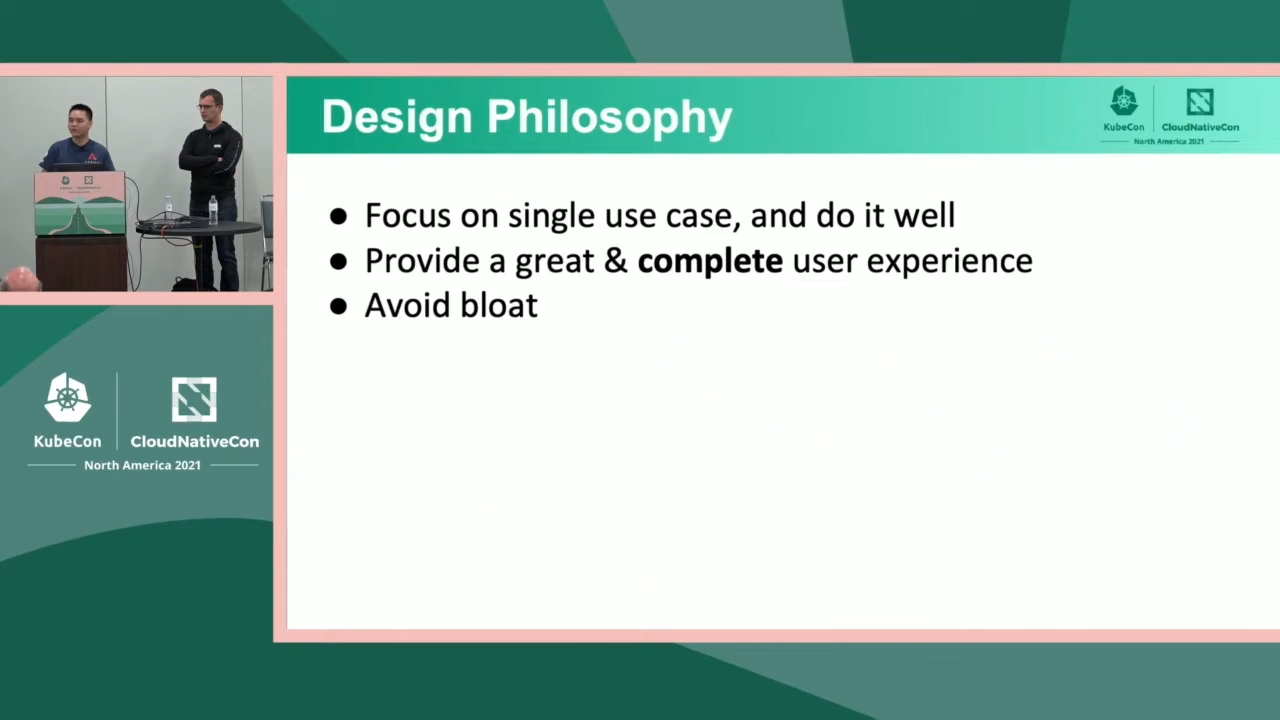 Design Philosophy
KubeCon
CloudNativeCon
North America 2021
● Focus on single use case, and do it well
● Provide a great & complete user experience
● Avoid bloat
KubeCon
CloudNativeCon
North America 2021